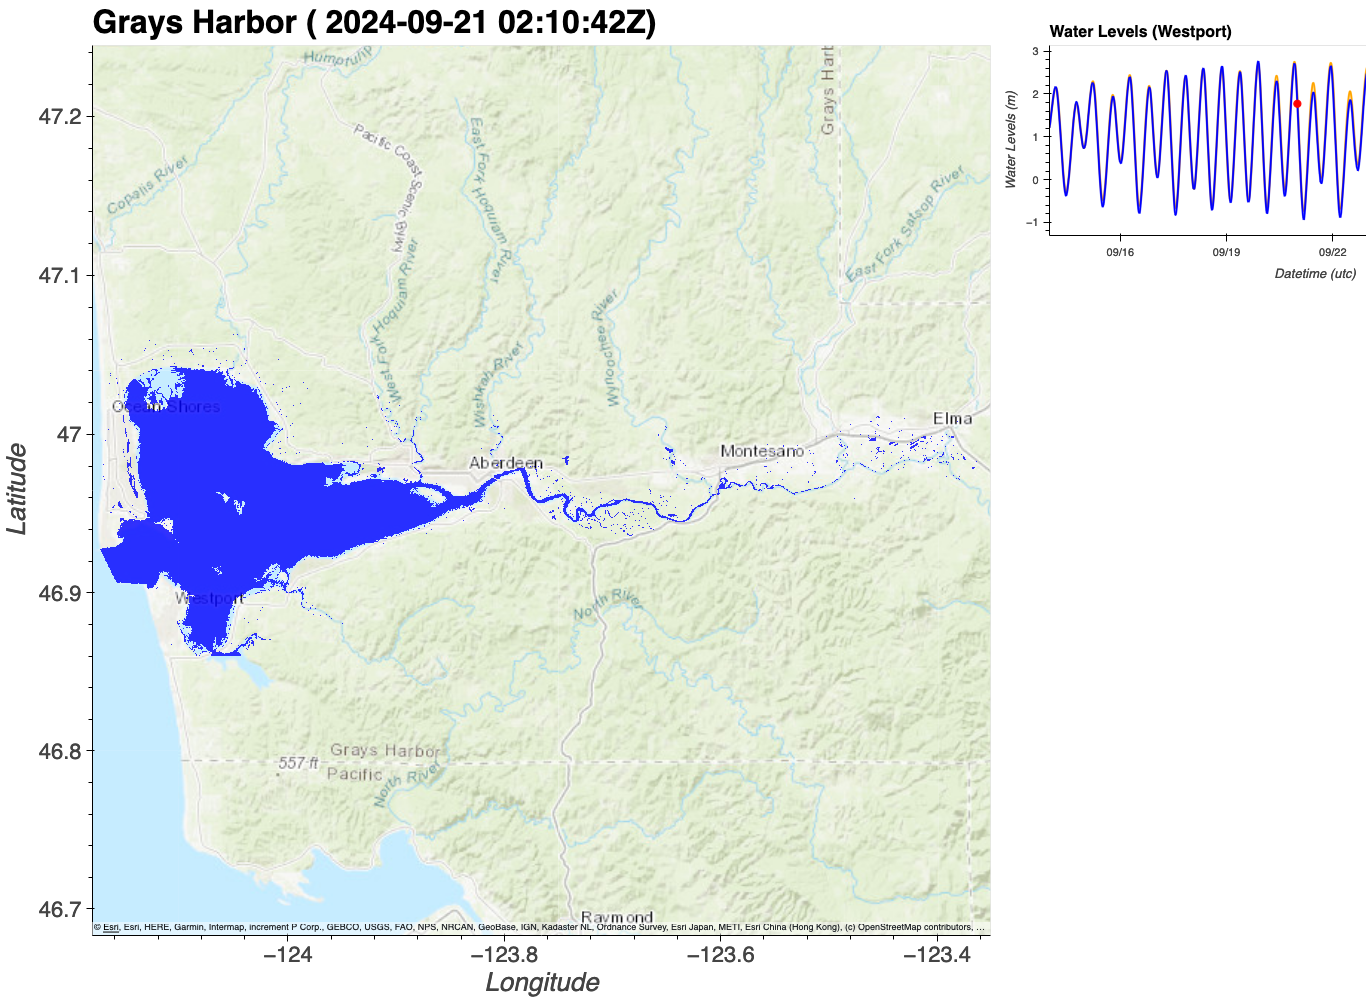 Grays Harbor ( 2024-09-21 02:10:42Z)
Water Levels (Westport)
3
2
1
0
−1
Water Levels (m)
09/16
09/19
09/22
Datetime (utc)
47.2
47.1
47
46.9
46.8
46.7
Latitude
Humptulip
Grays Harb
Pacific Coast Scenic Bywy
East Fork Hoquiam River
Copalis River
East Fork Satsop River
West Fork Hoquiam River
Wynoochee River
Wishkah River
Ocean Shores
Elma
Montesano
Aberdeen
Westport
North River
Grays Harbor
557 ft
Pacific
North River
Raymond
© Esri, Esri, HERE, Garmin, Intermap, increment P Corp., GEBCO, USGS, FAO, NPS, NRCAN, GeoBase, IGN, Kadaster NL, Ordnance Survey, Esri Japan, METI, Esri China (Hong Kong), (c) OpenStreetMap contributors, …
−124
−123.8
−123.6
−123.4
Longitude